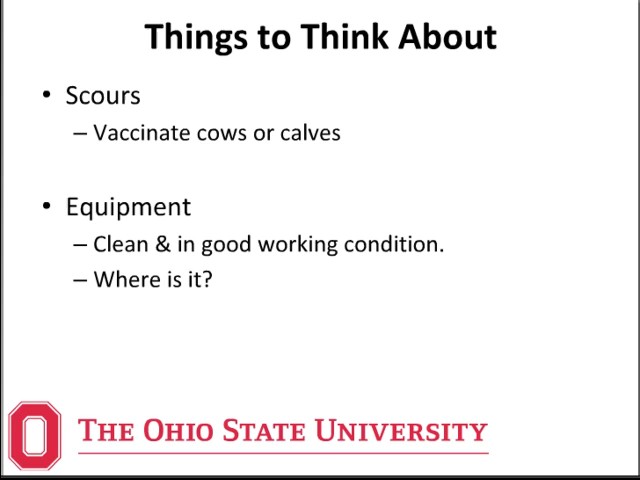 Things to Think About
• Scours
– Vaccinate cows or calves
• Equipment
– Clean & in good working condition.
– Where is it?
THE OHIO STATE UNIVERSITY